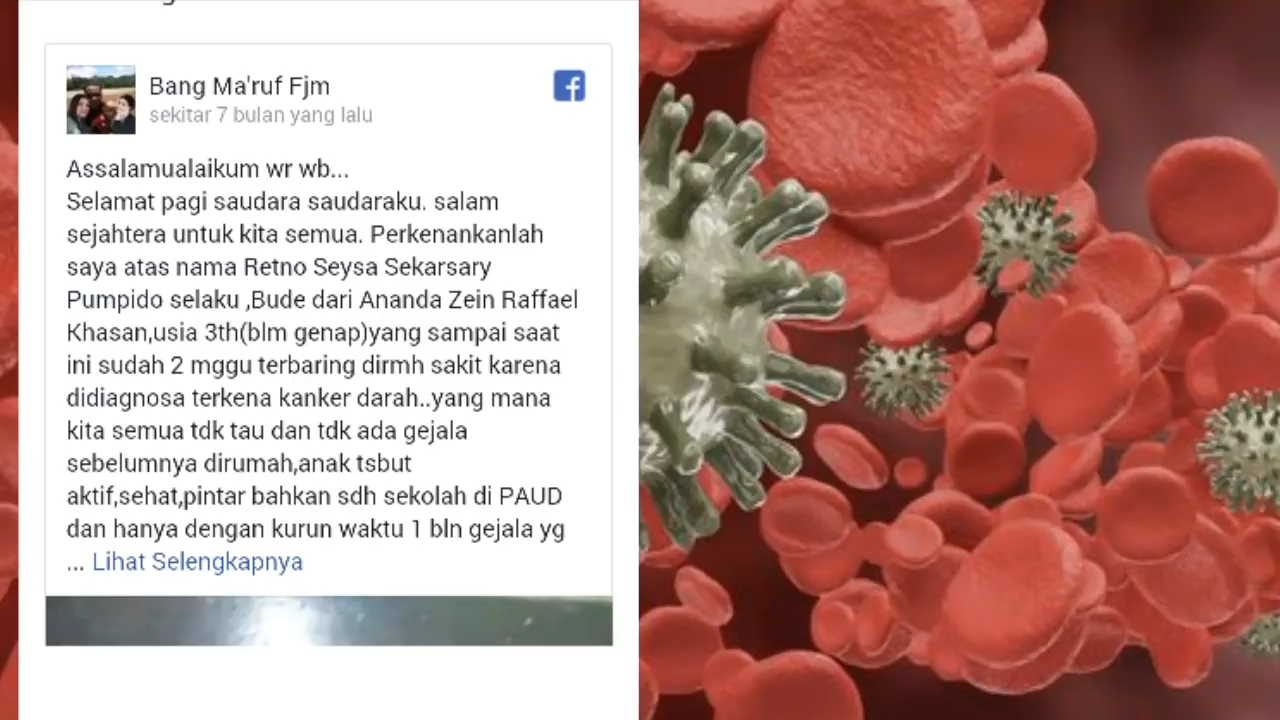 Bang Ma'ruf Fjm
sekitar 7 bulan yang lalu
Assalamualaikum wr wb...
Selamat pagi saudara saudaraku. salam
sejahtera untuk kita semua. Perkenankanlah
saya atas nama Retno Seysa Sekarsary
Pumpido selaku ,Bude dari Ananda Zein Raffael
Khasan,usia 3th(blm genap)yang sampai saat
ini sudah 2 mggu terbaring dirmh sakit karena
didiagnosa terkena kanker darah..yang mana
kita semua tdk tau dan tdk ada gejala
sebelumnya dirumah,anak tsbut
aktif,sehat,pintar bahkan sdh sekolah di PAUD
dan hanya dengan kurun waktu 1 bln gejala yg
... Lihat Selengkapnya